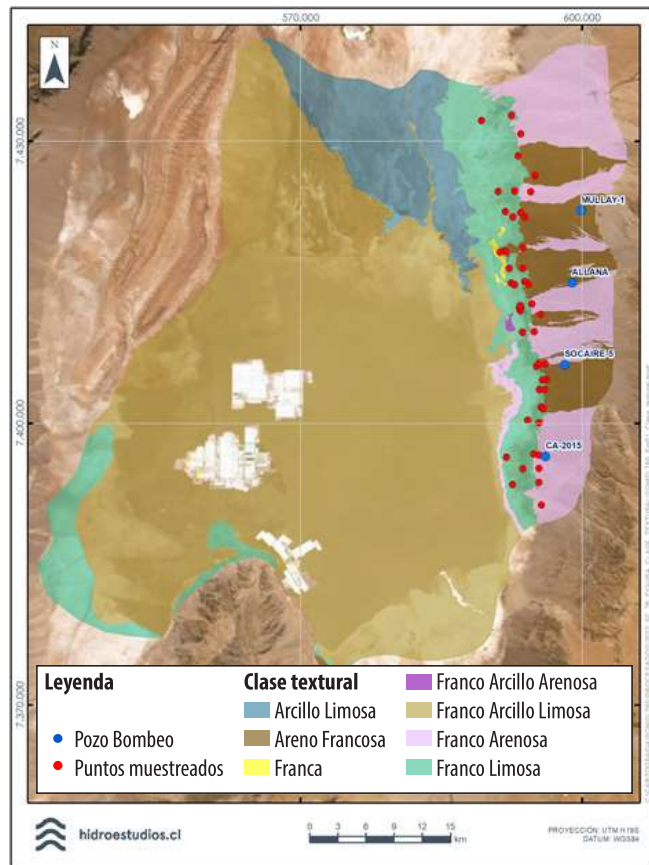 570.000
600.000
N
7.430.000
MULLAY-1
ALLANA
SOCAIRE-5
7.400.000
CA-2015
7.370.000
Leyenda
Pozo Bombeo
Puntos muestreados
Clase textural
Arcillo Limosa
Areno Francosa
Franca
Franco Arcillo Arenosa
Franco Arcillo Limosa
Franco Arenosa
Franco Limosa
hidroestudios.cl
0 3 6 9 12 15
km
PROYECCIÓN: UTM H19S
DATUM: WGS84